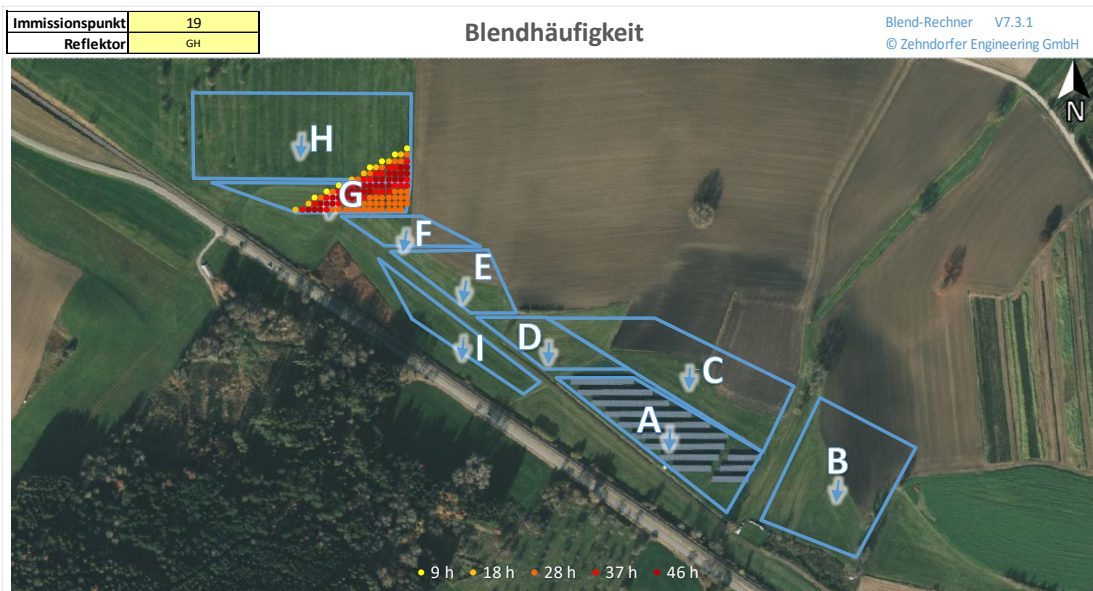 Immissionspunkt 19
Reflektor GH
Blendhäufigkeit
Blend-Rechner V7.3.1
© Zehndorfer Engineering GmbH
N
H
G
F
E
D
I
C
A
B
9 h 18 h 28 h 37 h 46 h